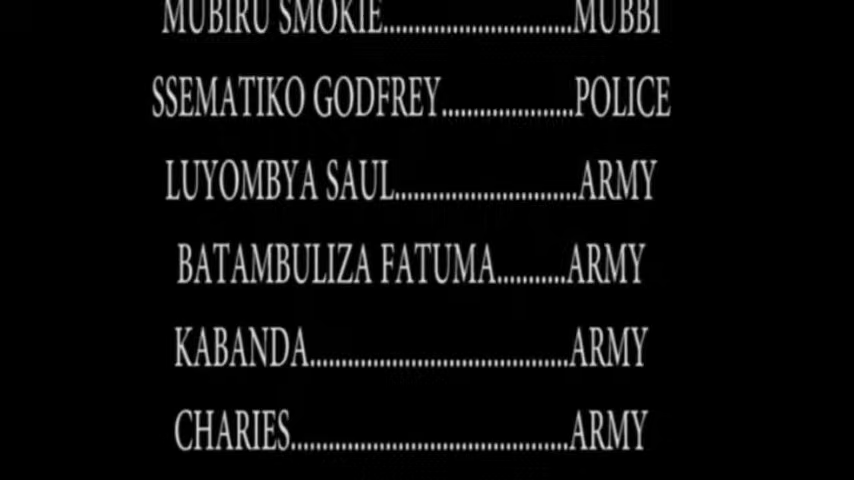 MUBIRU SMOKIE..............................MUBBI
SSEMATIKO GODFREY.....................POLICE
LUYOMBYA SAUL.............................ARMY
BATAMBULIZA FATUMA...........ARMY
KABANDA.........................................ARMY
CHARIES............................................ARMY